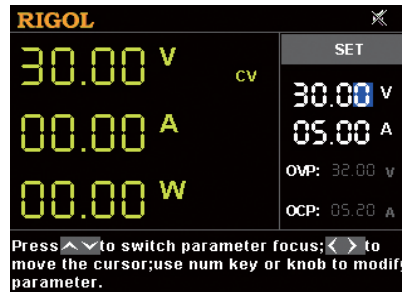 RIGOL
SET
30.00 V
CV
30.00 V
00.00 A
05.00 A
00.00 W
OVP: 32.00 V
OCP: 05.20 A
Press to switch parameter focus; to
move the cursor;use num key or knob to modify
parameter.